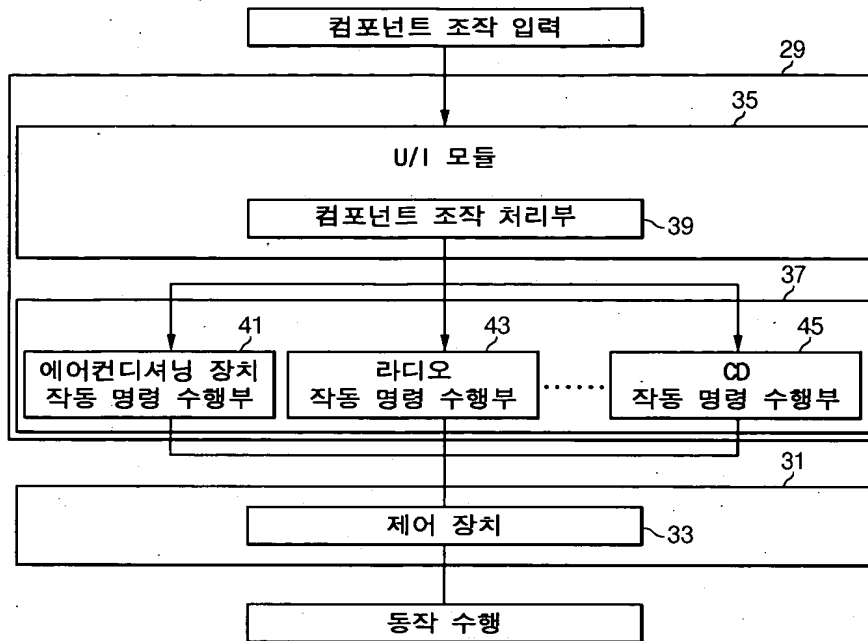 컴포넌트 조작 입력
29
35
U/I 모듈
컴포넌트 조작 처리부
39
37
41
43
45
에어컨디셔닝 장치
작동 명령 수행부
라디오
작동 명령 수행부
......
CD
작동 명령 수행부
31
제어 장치
33
동작 수행